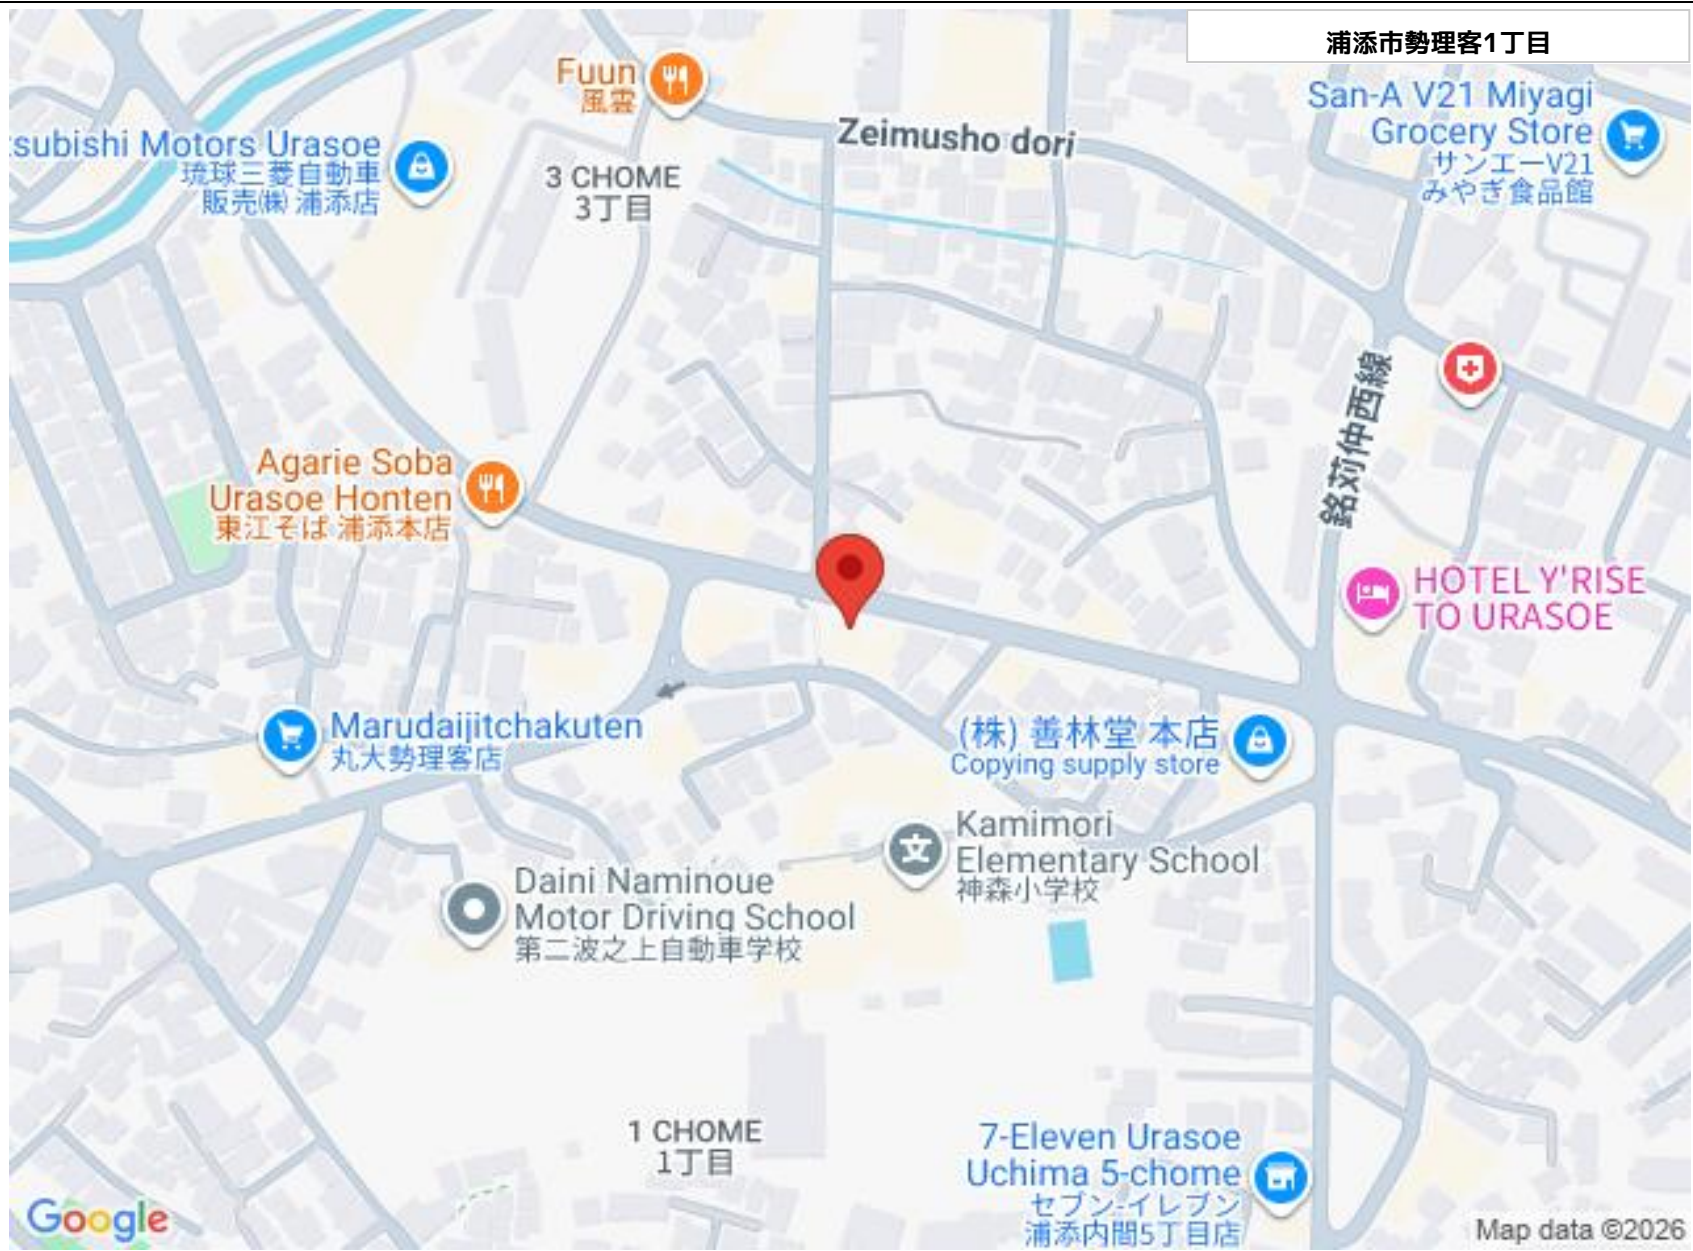 浦添市勢理客1丁目
Fuun
風雲
San-A V21 Miyagi
Grocery Store
サンエーV21
みやぎ食品館
Zeimusho dori
subishi Motors Urasoe
琉球三菱自動車
販売㈱ 浦添店
3 CHOME
3丁目
銘苅仲西線
Agarie Soba
Urasoe Honten
東江そば 浦添本店
HOTEL Y'RISE
TO URASOE
Marudaijitchakuten
丸大勢理客店
(株) 善林堂 本店
Copying supply store
Kamimori
Elementary School
神森小学校
Daini Naminoue
Motor Driving School
第二波之上自動車学校
1 CHOME
1丁目
7-Eleven Urasoe
Uchima 5-chome
セブン-イレブン
浦添内間5丁目店
Google
Map data ©2026